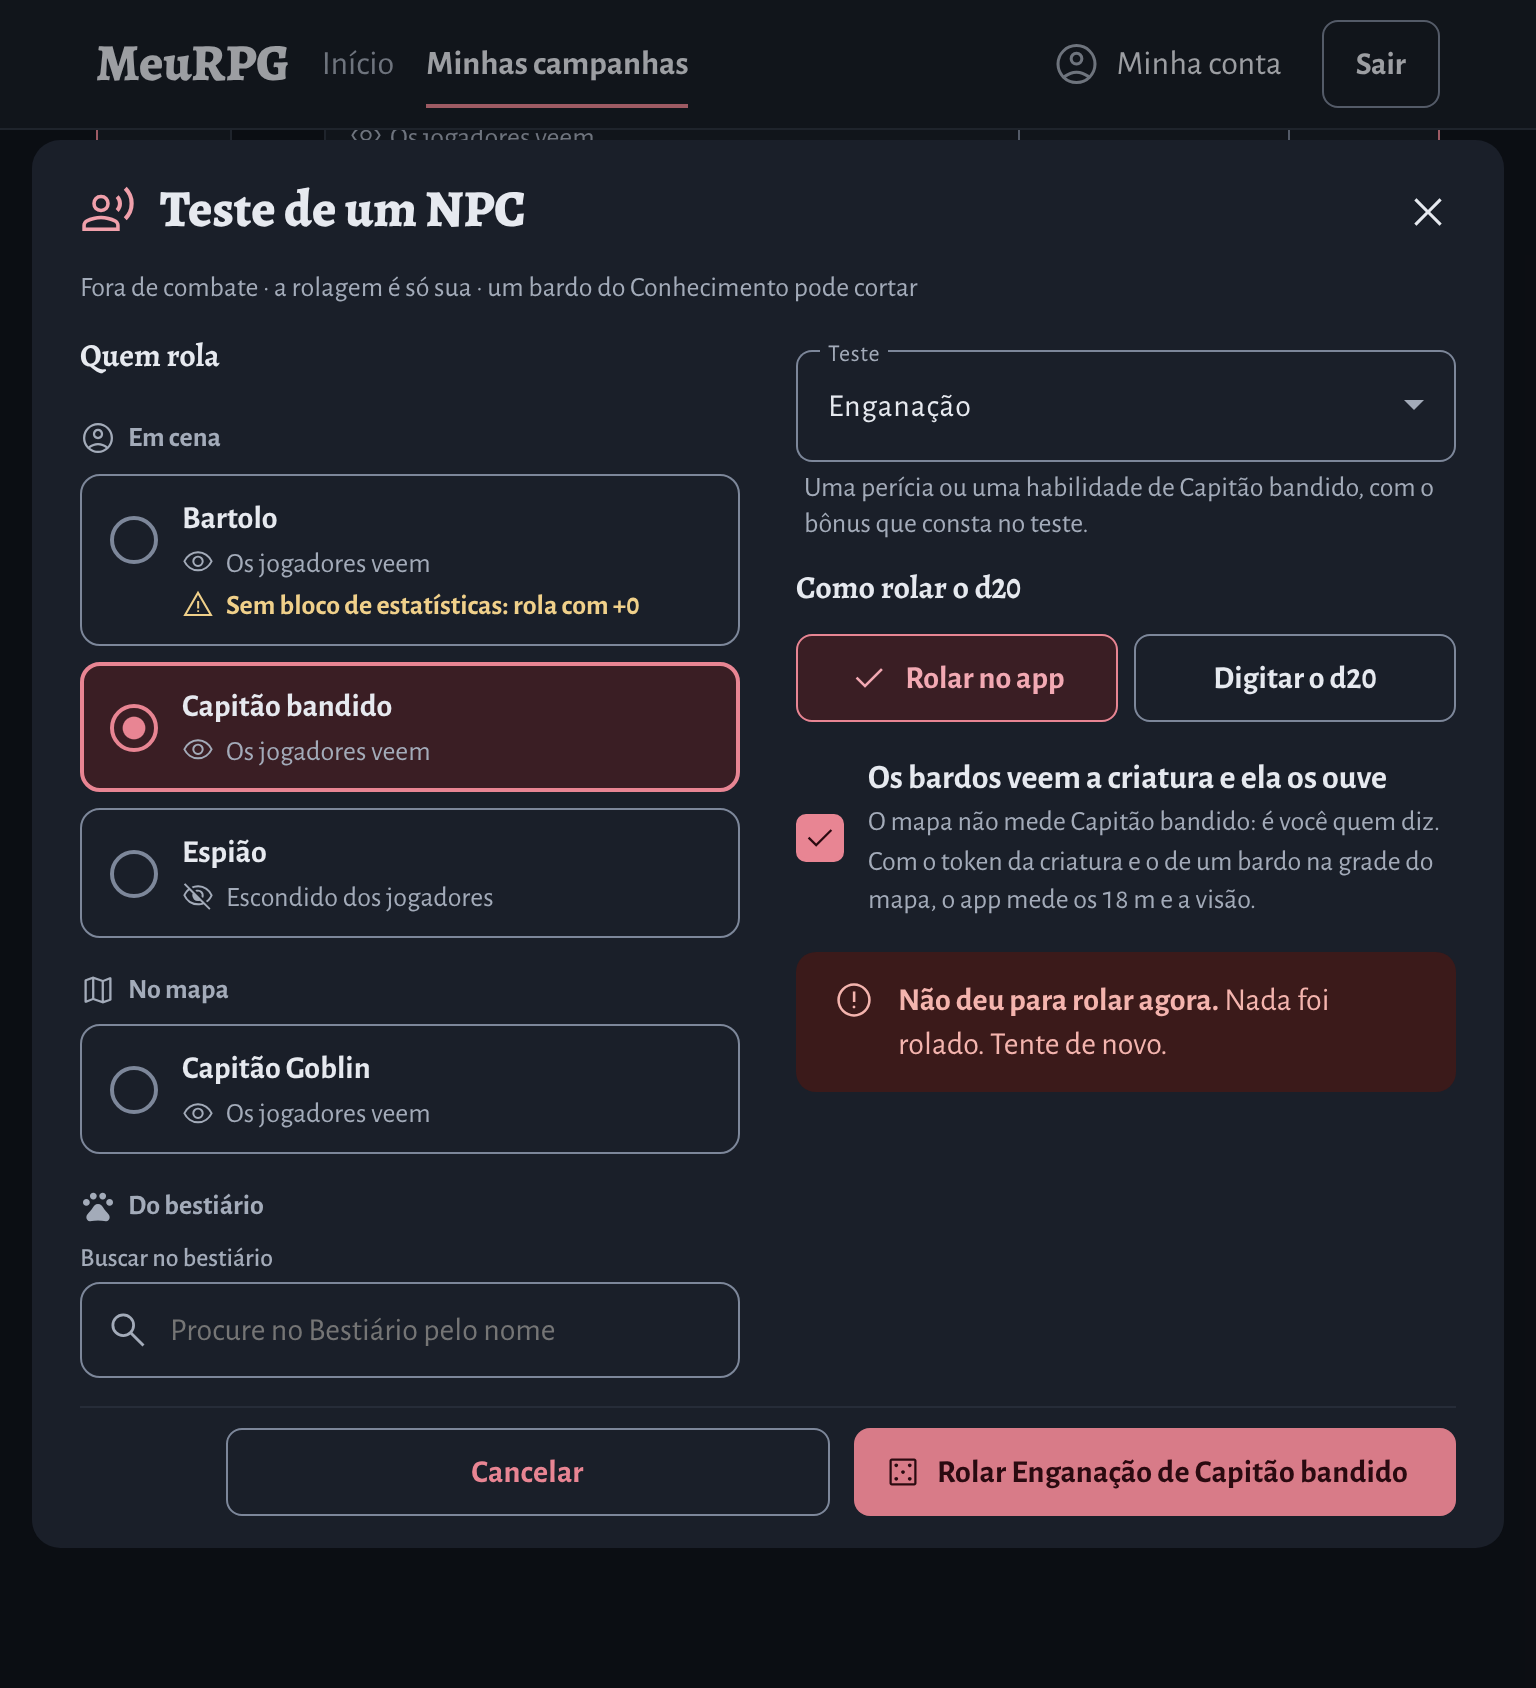 MeuRPG
Início
Minhas campanhas
Minha conta
Sair
Os jogadores veem
Teste de um NPC
Fora de combate · a rolagem é só sua · um bardo do Conhecimento pode cortar
Quem rola
Em cena
Bartolo
Os jogadores veem
Sem bloco de estatísticas: rola com +0
Capitão bandido
Os jogadores veem
Espião
Escondido dos jogadores
No mapa
Capitão Goblin
Os jogadores veem
Do bestiário
Buscar no bestiário
Procure no Bestiário pelo nome
Teste
Enganação
Uma perícia ou uma habilidade de Capitão bandido, com o
bônus que consta no teste.
Como rolar o d20
Rolar no app
Digitar o d20
Os bardos veem a criatura e ela os ouve
O mapa não mede Capitão bandido: é você quem diz.
Com o token da criatura e o de um bardo na grade do
mapa, o app mede os 18 m e a visão.
Não deu para rolar agora. Nada foi
rolado. Tente de novo.
Cancelar
Rolar Enganação de Capitão bandido